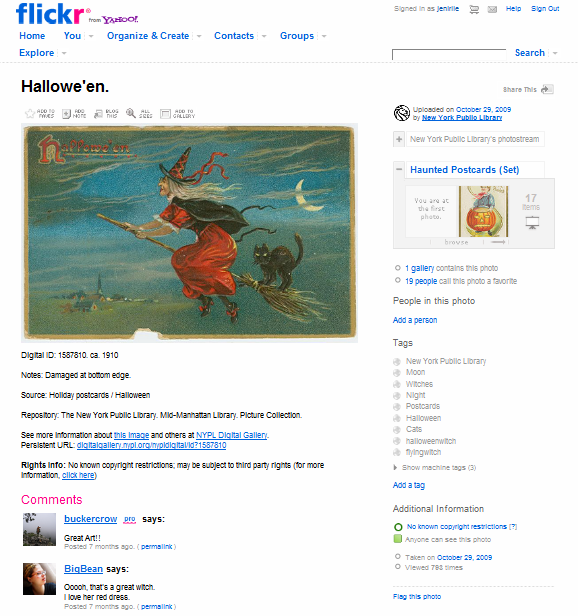 flickr from YAHOO!
Signed in as jenirlle Help Sign Out
Home You Organize & Create Contacts Groups
Explore Search
Hallowe'en.
Share This
ADD TO FAVES ADD NOTE BLOG THIS ALL SIZES ADD TO GALLERY
Hallowe'en
Digital ID: 1587810. ca. 1910
Notes: Damaged at bottom edge.
Source: Holiday postcards / Halloween
Repository: The New York Public Library. Mid-Manhattan Library. Picture Collection.
See more information about this image and others at NYPL Digital Gallery.
Persistent URL: digitalgallery.nypl.org/nypldigital/id?1587810
Rights Info: No known copyright restrictions; may be subject to third party rights (for more
information, click here)
Comments
buckercrow pro says:
Great Art!!
Posted 7 months ago. ( permalink )
BigBean says:
Ooooh, that's a great witch.
I love her red dress.
Posted 7 months ago. ( permalink )
Uploaded on October 29, 2009
by New York Public Library
New York Public Library's photostream
Haunted Postcards (Set)
You are at
the first
photo.
17
items
browse
1 gallery contains this photo
19 people call this photo a favorite
People in this photo
Add a person
Tags
New York Public Library
Moon
Witches
Night
Postcards
Halloween
Cats
halloweenwitch
flyingwitch
Show machine tags (3)
Add a tag
Additional Information
No known copyright restrictions [?]
Anyone can see this photo
Taken on October 29, 2009
Viewed 798 times
Flag this photo